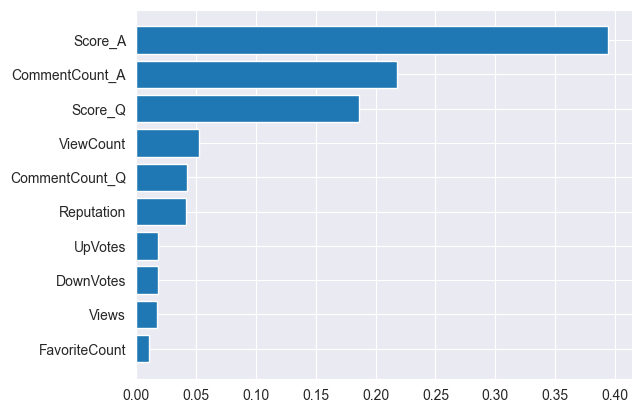 Score_A
CommentCount_A
Score_Q
ViewCount
CommentCount_Q
Reputation
UpVotes
DownVotes
Views
FavoriteCount
0.00 0.05 0.10 0.15 0.20 0.25 0.30 0.35 0.40